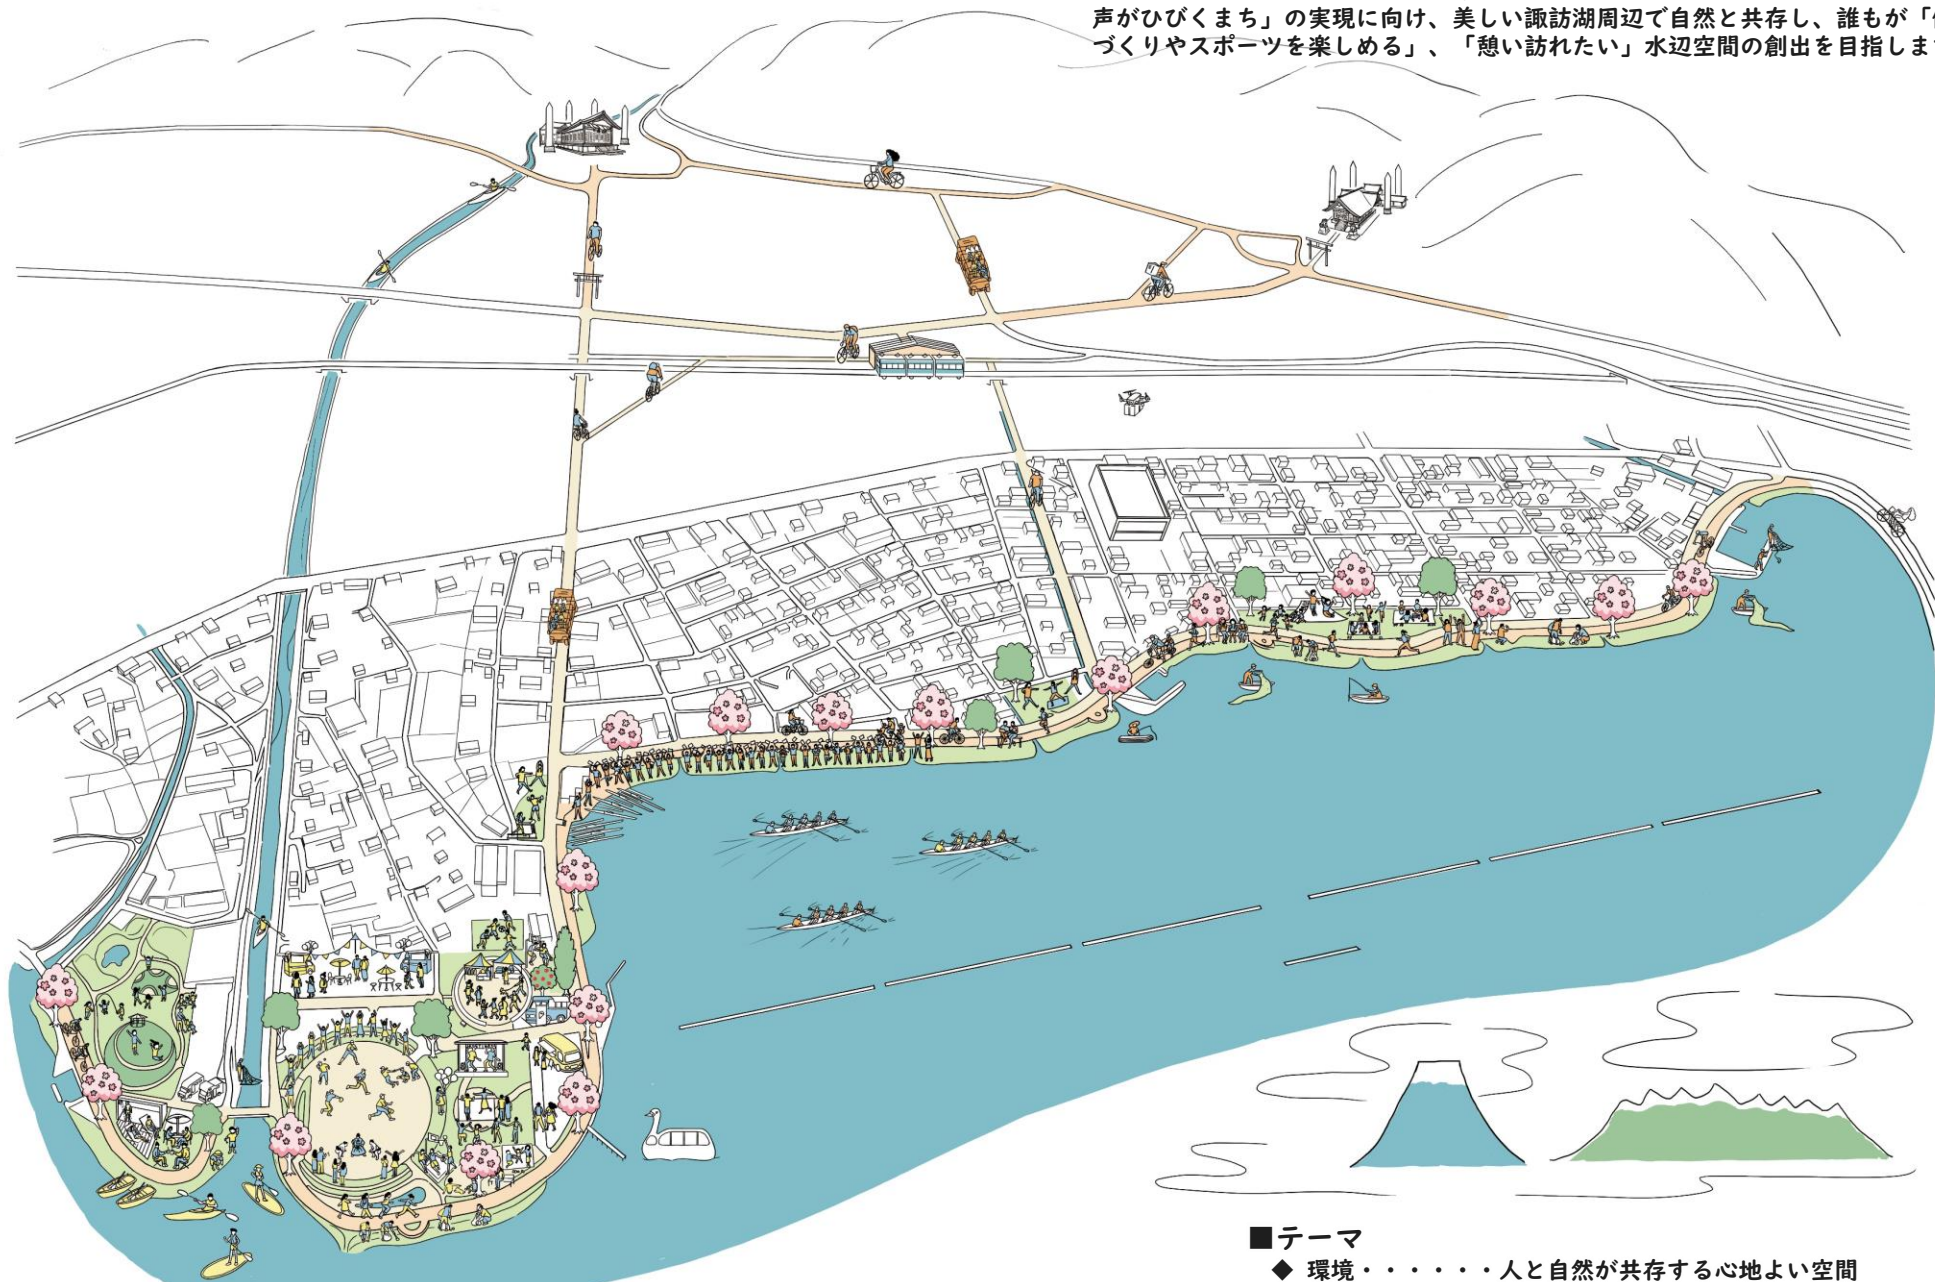 声がひびくまち」の実現に向け、美しい諏訪湖周辺で自然と共存し、誰もが「
づくりやスポーツを楽しめる」、「憩い訪れたい」水辺空間の創出を目指しま
■テーマ
◆ 環境・・・・・・人と自然が共存する心地よい空間